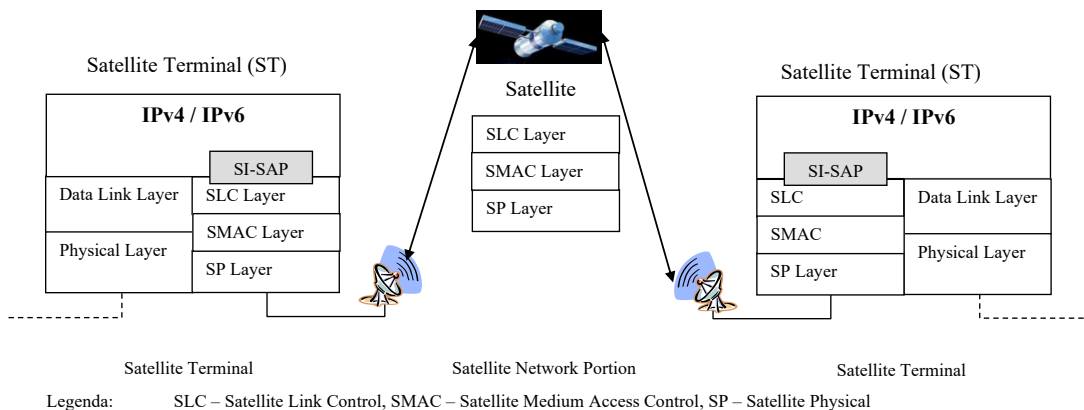 Satellite Terminal (ST)
IPv4 / IPv6
SI-SAP
Data Link Layer
Physical Layer
SLC Layer
SMAC Layer
SP Layer
Satellite
SLC Layer
SMAC Layer
SP Layer
Satellite Terminal (ST)
IPv4 / IPv6
SI-SAP
SLC
SMAC
SP Layer
Data Link Layer
Physical Layer
Satellite Terminal
Satellite Network Portion
Satellite Terminal
Legenda: SLC – Satellite Link Control, SMAC – Satellite Medium Access Control, SP – Satellite Physical